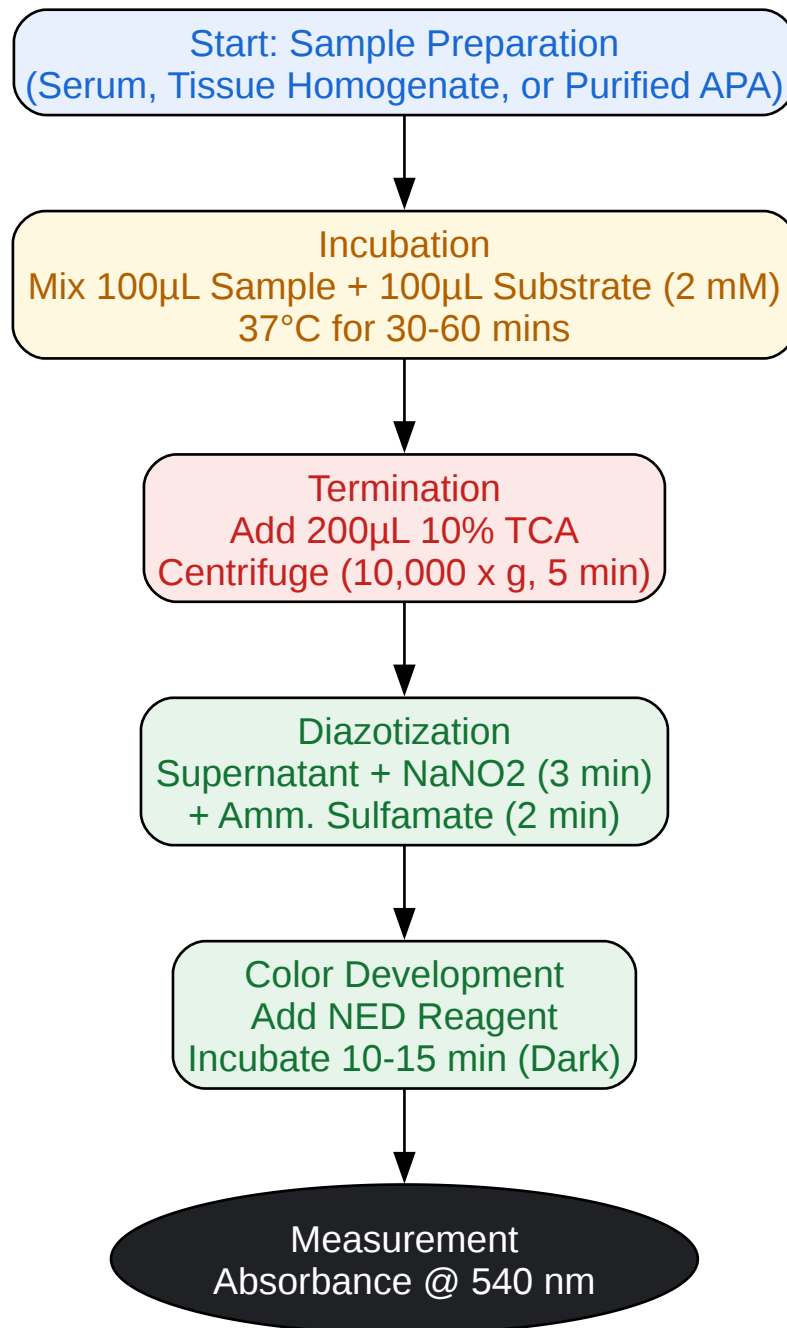 Start: Sample Preparation
(Serum, Tissue Homogenate, or Purified APA)
Incubation
Mix 100µL Sample + 100µL Substrate (2 mM)
37°C for 30-60 mins
Termination
Add 200µL 10% TCA
Centrifuge (10,000 x g, 5 min)
Diazotization
Supernatant + NaNO2 (3 min)
+ Amm. Sulfamate (2 min)
Color Development
Add NED Reagent
Incubate 10-15 min (Dark)
Measurement
Absorbance @ 540 nm